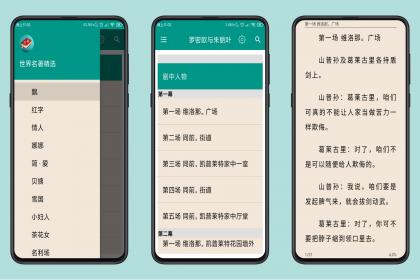 世界名著精选
飘
红字
情人
娜娜
简·爱
贝姨
雪国
小妇人
茶花女
名利场
罗密欧与朱丽叶
剧中人物
第一幕
第一场 维洛那。广场
第二场 同前。街道
第三场 同前。凯普莱特家中一室
第四场 同前。街道
第五场 同前。凯普莱特家中厅堂
第二幕
第一场 维洛那。凯普莱特花园墙外
第一场 维洛那。广场
第一场 维洛那。广场
山普孙及葛莱古里各持盾
剑上。
山普孙：葛莱古里，咱们
可真的不能让人家当做苦力一
样欺侮。
葛莱古里：对了，咱们不
是可以随便给人欺侮的。
山普孙：我说，咱们要是
发起脾气来，就会拔剑动武。
葛莱古里：对了，你可不
要把脖子缩到领口里去。